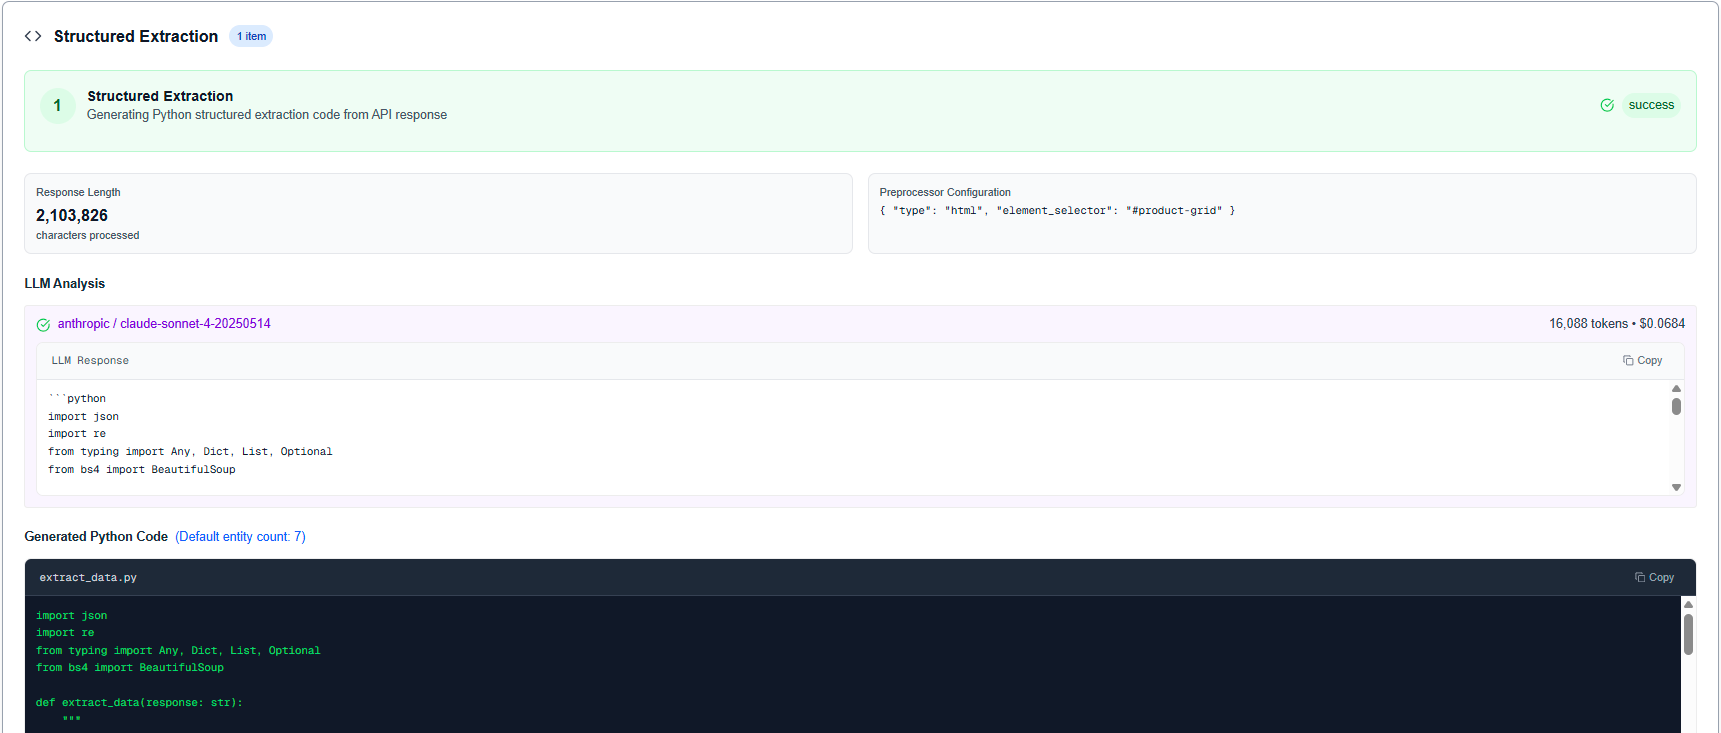 Structured Extraction 1 item
1
Structured Extraction
Generating Python structured extraction code from API response
success
Response Length
2,103,826
characters processed
Preprocessor Configuration
{ "type": "html", "element_selector": "#product-grid" }
LLM Analysis
anthropic / claude-sonnet-4-20250514
16,088 tokens • $0.0684
LLM Response
Copy
```python
import json
import re
from typing import Any, Dict, List, Optional
from bs4 import BeautifulSoup
Generated Python Code (Default entity count: 7)
extract_data.py
Copy
import json
import re
from typing import Any, Dict, List, Optional
from bs4 import BeautifulSoup
def extract_data(response: str):
"""